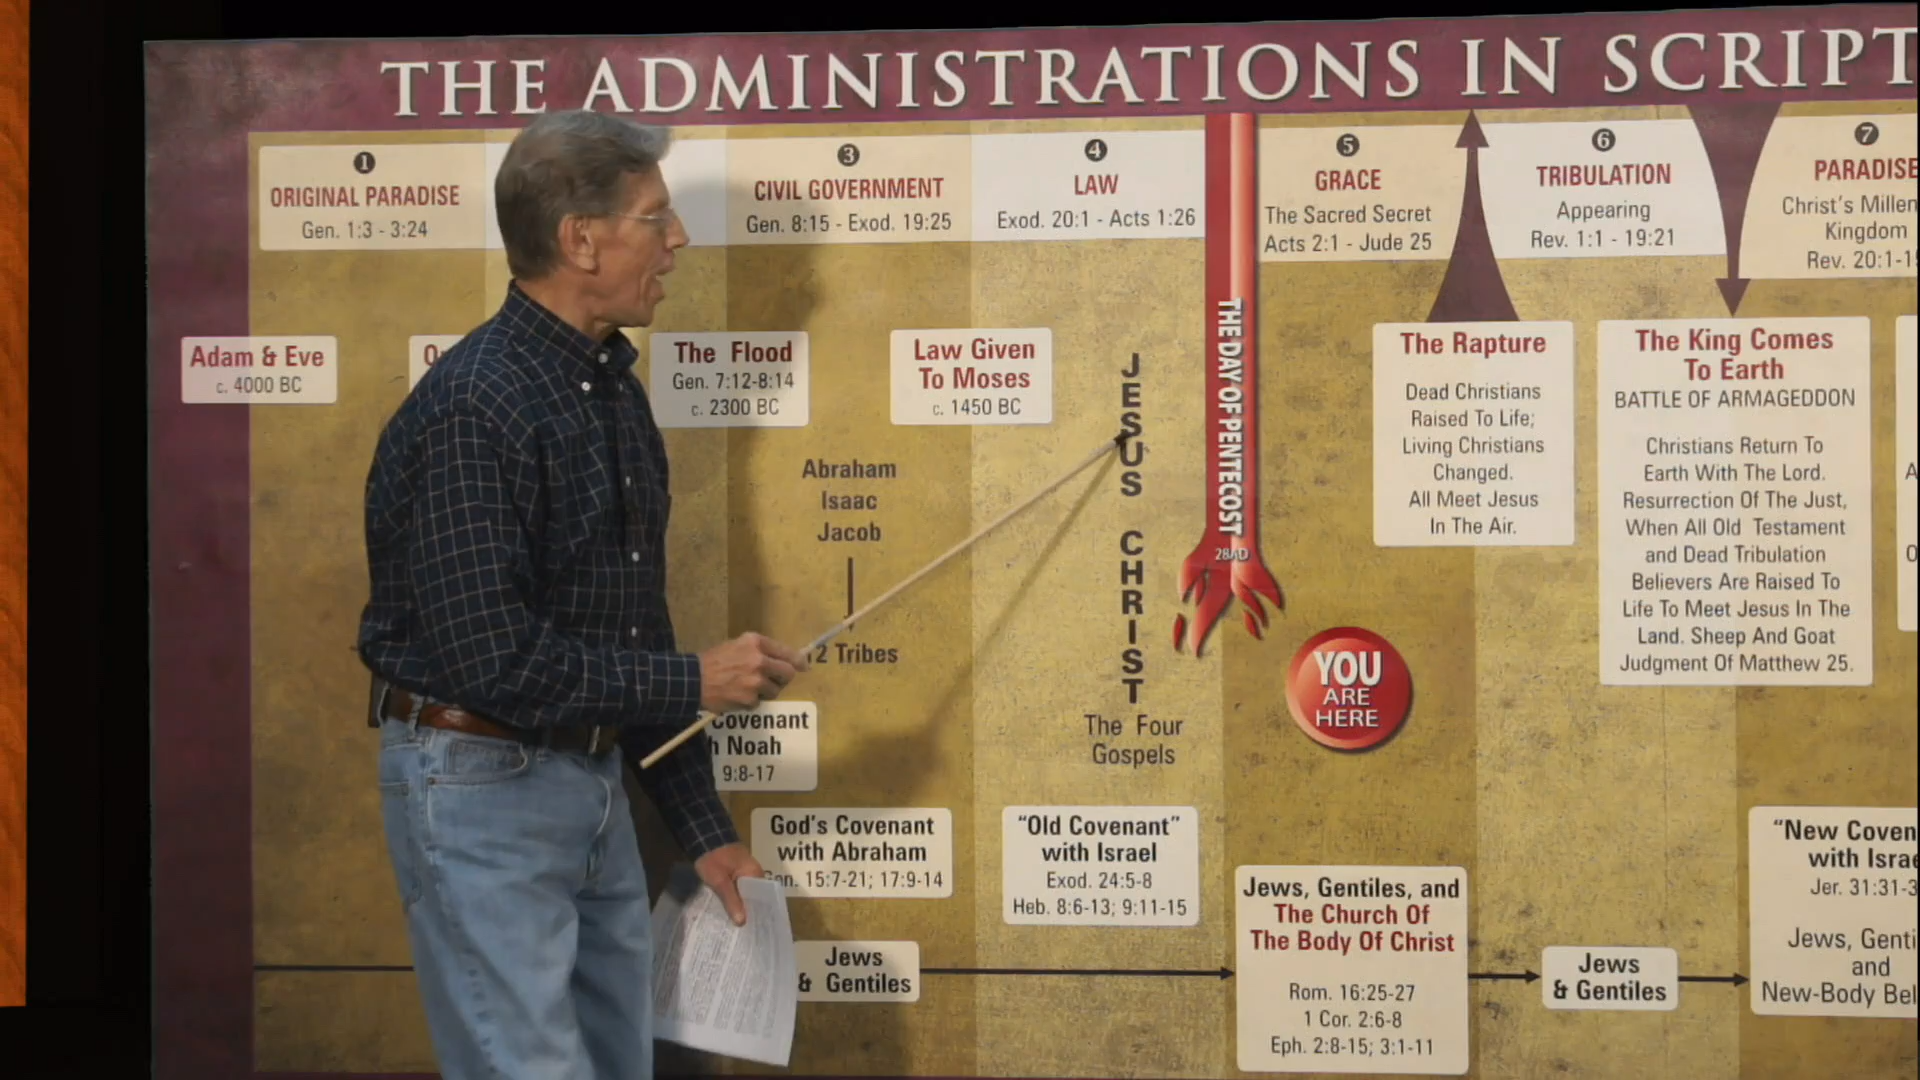 THE ADMINISTRATIONS IN SCRIPT
1
ORIGINAL PARADISE
Gen. 1:3 - 3:24
3
CIVIL GOVERNMENT
Gen. 8:15 - Exod. 19:25
4
LAW
Exod. 20:1 - Acts 1:26
5
GRACE
The Sacred Secret
Acts 2:1 - Jude 25
6
TRIBULATION
Appearing
Rev. 1:1 - 19:21
7
PARADISE
Christ's Millen
Kingdom
Rev. 20:1-1
Adam & Eve
c. 4000 BC
The Flood
Gen. 7:12-8:14
c. 2300 BC
Law Given
To Moses
c. 1450 BC
Abraham
Isaac
Jacob
12 Tribes
JESUS CHRIST
The Four
Gospels
THE DAY OF PENTECOST
28AD
YOU
ARE
HERE
The Rapture
Dead Christians
Raised To Life;
Living Christians
Changed.
All Meet Jesus
In The Air.
The King Comes
To Earth
BATTLE OF ARMAGEDDON
Christians Return To
Earth With The Lord.
Resurrection Of The Just,
When All Old Testament
and Dead Tribulation
Believers Are Raised To
Life To Meet Jesus In The
Land. Sheep And Goat
Judgment Of Matthew 25.
Covenant
h Noah
9:8-17
God's Covenant
with Abraham
Gen. 15:7-21; 17:9-14
"Old Covenant"
with Israel
Exod. 24:5-8
Heb. 8:6-13; 9:11-15
Jews
& Gentiles
Jews, Gentiles, and
The Church Of
The Body Of Christ
Rom. 16:25-27
1 Cor. 2:6-8
Eph. 2:8-15; 3:1-11
Jews
& Gentiles
"New Coven
with Israe
Jer. 31:31-3
Jews, Genti
and
New-Body Bel